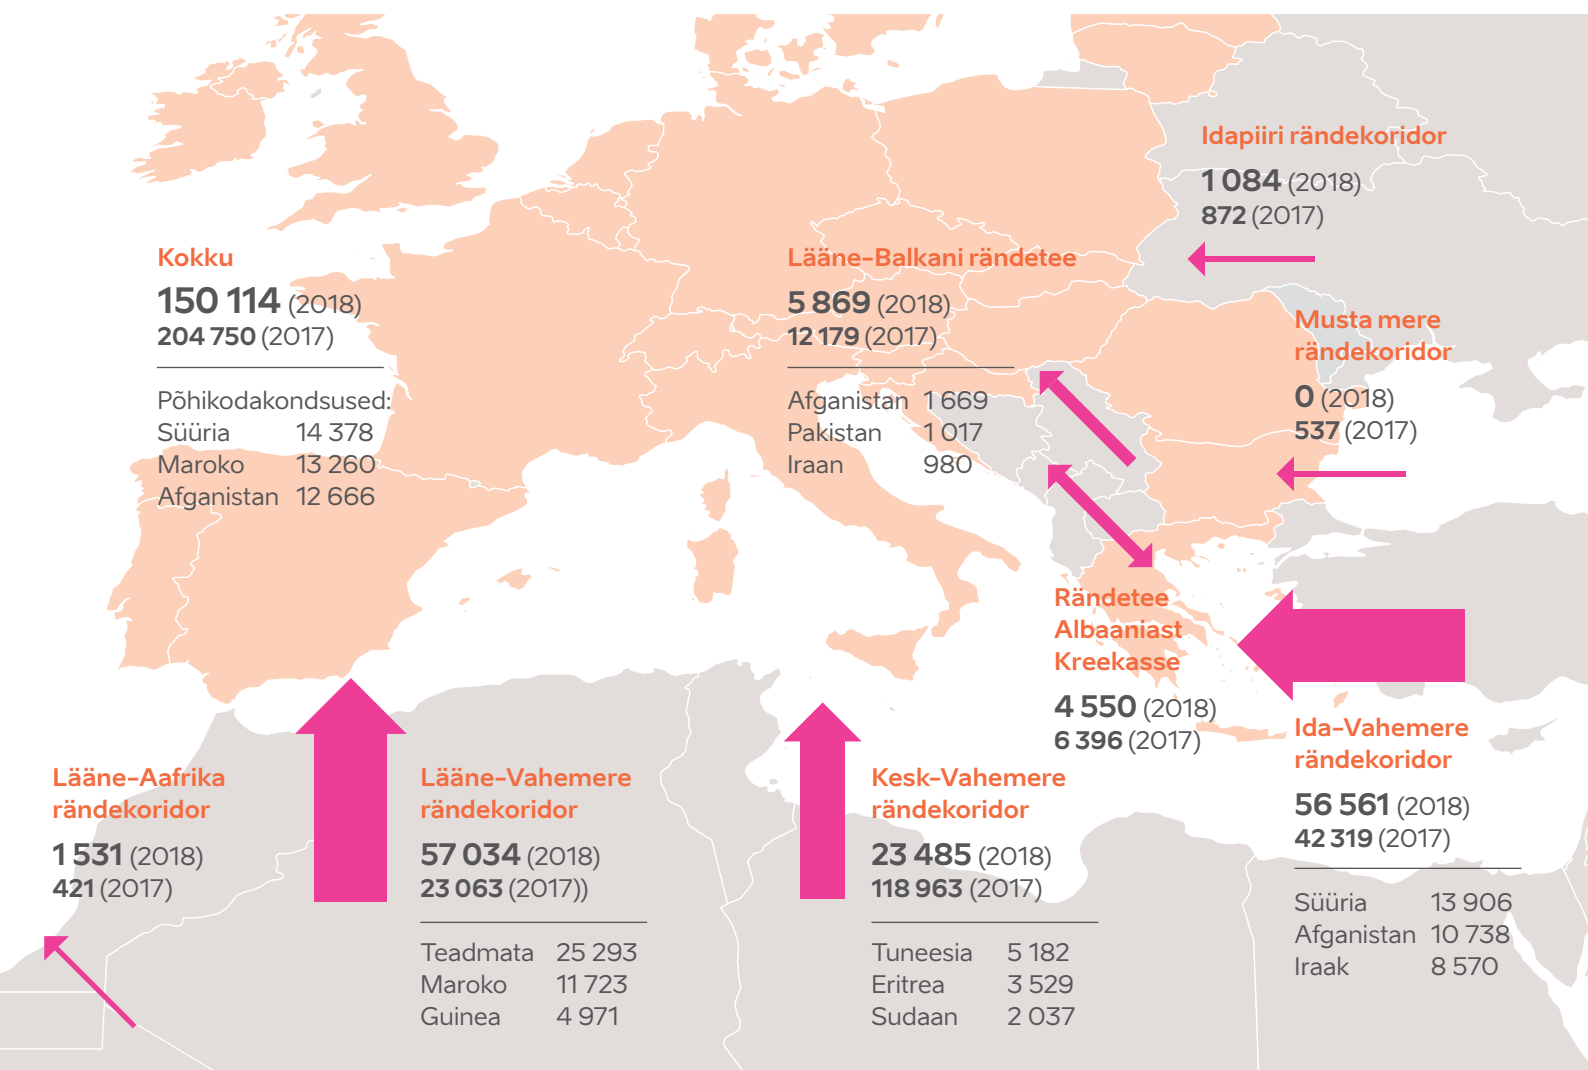 Kokku
150 114 (2018)
204 750 (2017)
Põhikodakondsused:
Süüria 14 378
Maroko 13 260
Afganistan 12 666
Lääne-Balkani rändetee
5 869 (2018)
12 179 (2017)
Afganistan 1 669
Pakistan 1 017
Iraan 980
Idapiiri rändekoridor
1 084 (2018)
872 (2017)
Musta mere
rändekoridor
0 (2018)
537 (2017)
Rändetee
Albaaniast
Kreekasse
4 550 (2018)
6 396 (2017)
Lääne-Aafrika
rändekoridor
1 531 (2018)
421 (2017)
Lääne-Vahemere
rändekoridor
57 034 (2018)
23 063 (2017))
Teadmata 25 293
Maroko 11 723
Guinea 4 971
Kesk-Vahemere
rändekoridor
23 485 (2018)
118 963 (2017)
Tuneesia 5 182
Eritrea 3 529
Sudaan 2 037
Ida-Vahemere
rändekoridor
56 561 (2018)
42 319 (2017)
Süüria 13 906
Afganistan 10 738
Iraak 8 570